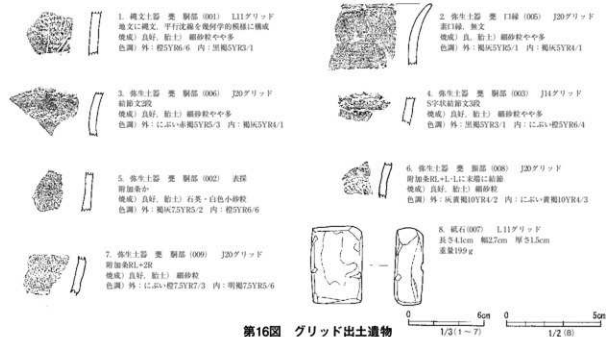 1. 縄文土器 甕 胴部（001） L11グリッド
地文に縄文、平行沈線を幾何学的模様に構成
焼成）良好、胎土）細砂粒やや多
色調）外：橙5YR6/6 内：黒褐5YR3/1
2. 弥生土器 甕 口縁（005） J20グリッド
素口縁、無文
焼成）良、胎土）細砂粒やや多
色調）外：褐灰5YR5/1 内：褐灰5YR4/1
3. 弥生土器 甕 胴部（006） J20グリッド
結節文2段
焼成）良好、胎土）細砂粒やや多
色調）外：にぶい赤褐5YR5/3 内：褐灰5YR4/1
4. 弥生土器 甕 胴部（003） J14グリッド
S字状結節文3段
焼成）良好、胎土）細砂粒やや多
色調）外：黒褐5YR3/1 内：にぶい橙5YR6/4
5. 弥生土器 甕 胴部（002） 表採
附加条か
焼成）良好、胎土）石英・白色小砂粒
色調）外：褐灰7.5YR5/2 内：橙5YR6/6
6. 弥生土器 甕 頸部（008） J20グリッド
附加条RL+L-Lに末端に結節
焼成）良好、胎土）細砂粒
色調）外：灰黄褐10YR4/2 内：にぶい黄褐10YR4/3
7. 弥生土器 甕 胴部（009） J20グリッド
附加条RL+2R
焼成）良好、胎土）細砂粒
色調）外：にぶい橙7.5YR7/3 内：明褐7.5YR5/6
8. 砥石（007） L11グリッド
長さ4.1cm 幅2.7cm 厚さ1.5cm
重量19.9g
0 6cm
1/3（1～7）
0 5cm
1/2（8）
第16図 グリッド出土遺物